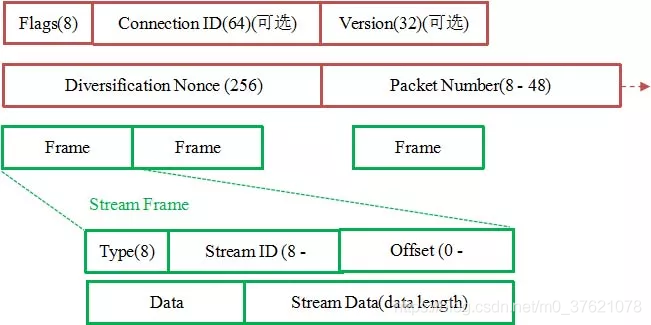 Flags(8) Connection ID(64)(可选) Version(32)(可选)
Diversification Nonce (256) Packet Number(8 - 48)
Frame Frame Frame
Stream Frame
Type(8) Stream ID (8 - Offset (0 -
Data Stream Data(data length)
https://blog.csdn.net/m0_37621078